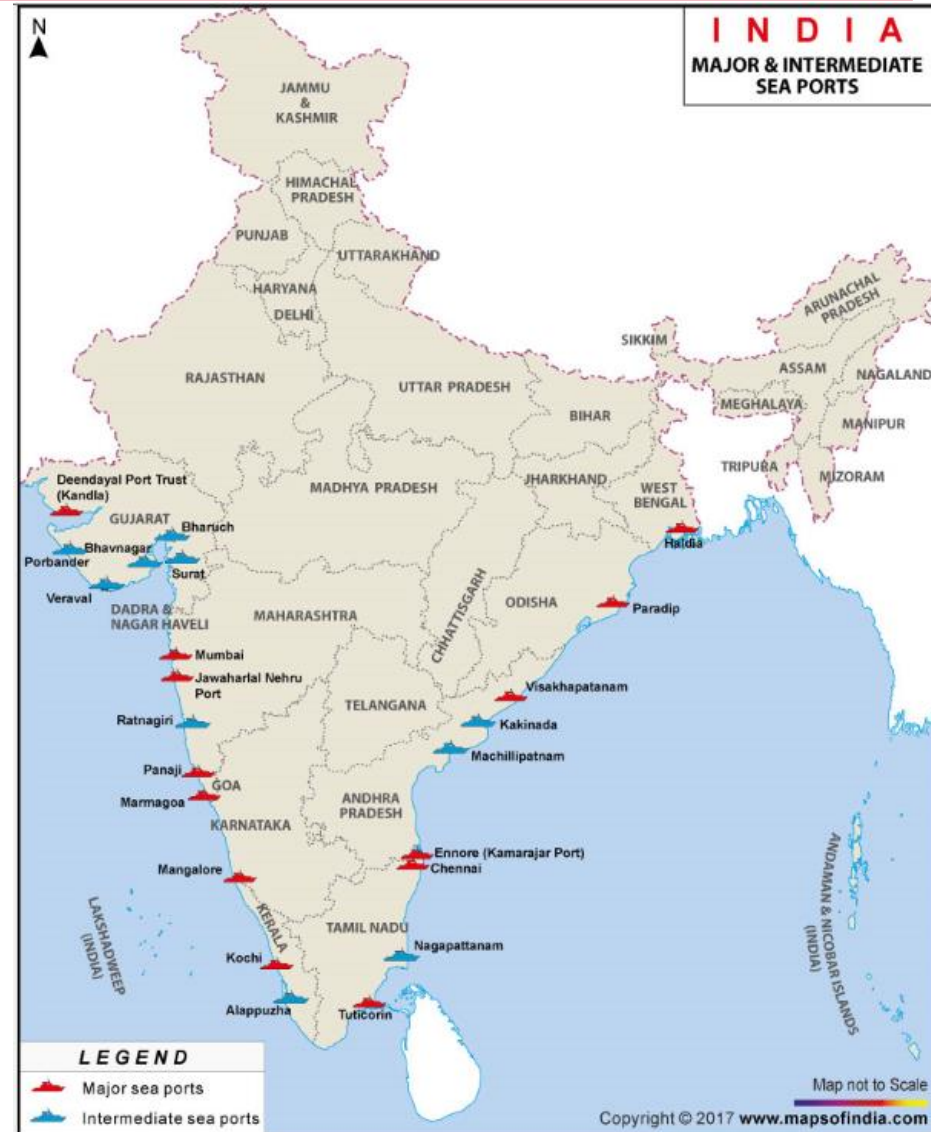 N
I N D I A
MAJOR & INTERMEDIATE
SEA PORTS
JAMMU
&
KASHMIR
HIMACHAL
PRADESH
PUNJAB
UTTARAKHAND
HARYANA
DELHI
ARUNACHAL
PRADESH
SIKKIM
RAJASTHAN
UTTAR PRADESH
ASSAM
NAGALAND
BIHAR
MEGHALAYA
MANIPUR
TRIPURA
MIZORAM
Deendayal Port Trust
(Kandla)
MADHYA PRADESH
JHARKHAND
WEST
BENGAL
GUJARAT
Bharuch
Bhavnagar
Porbander
Surat
Veraval
Haldia
DADRA &
NAGAR HAVELI
MAHARASHTRA
CHHATTISGARH
ODISHA
Paradip
Mumbai
Jawaharlal Nehru
Port
Visakhapatanam
TELANGANA
Ratnagiri
Kakinada
Machillipatnam
Panaji
GOA
Marmagoa
ANDHRA
PRADESH
KARNATAKA
Ennore (Kamarajar Port)
Chennai
Mangalore
LAKSHADWEEP
(INDIA)
KERALA
TAMIL NADU
Nagapattanam
ANDAMAN & NICOBAR ISLANDS
(INDIA)
Kochi
Alappuzha
Tuticorin
LEGEND
Major sea ports
Intermediate sea ports
Map not to Scale
Copyright © 2017 www.mapsofindia.com